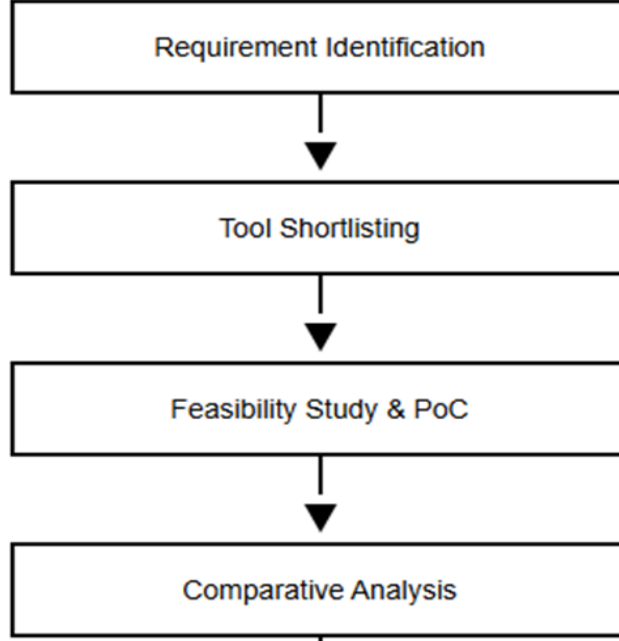 Requirement Identification
Tool Shortlisting
Feasibility Study & PoC
Comparative Analysis